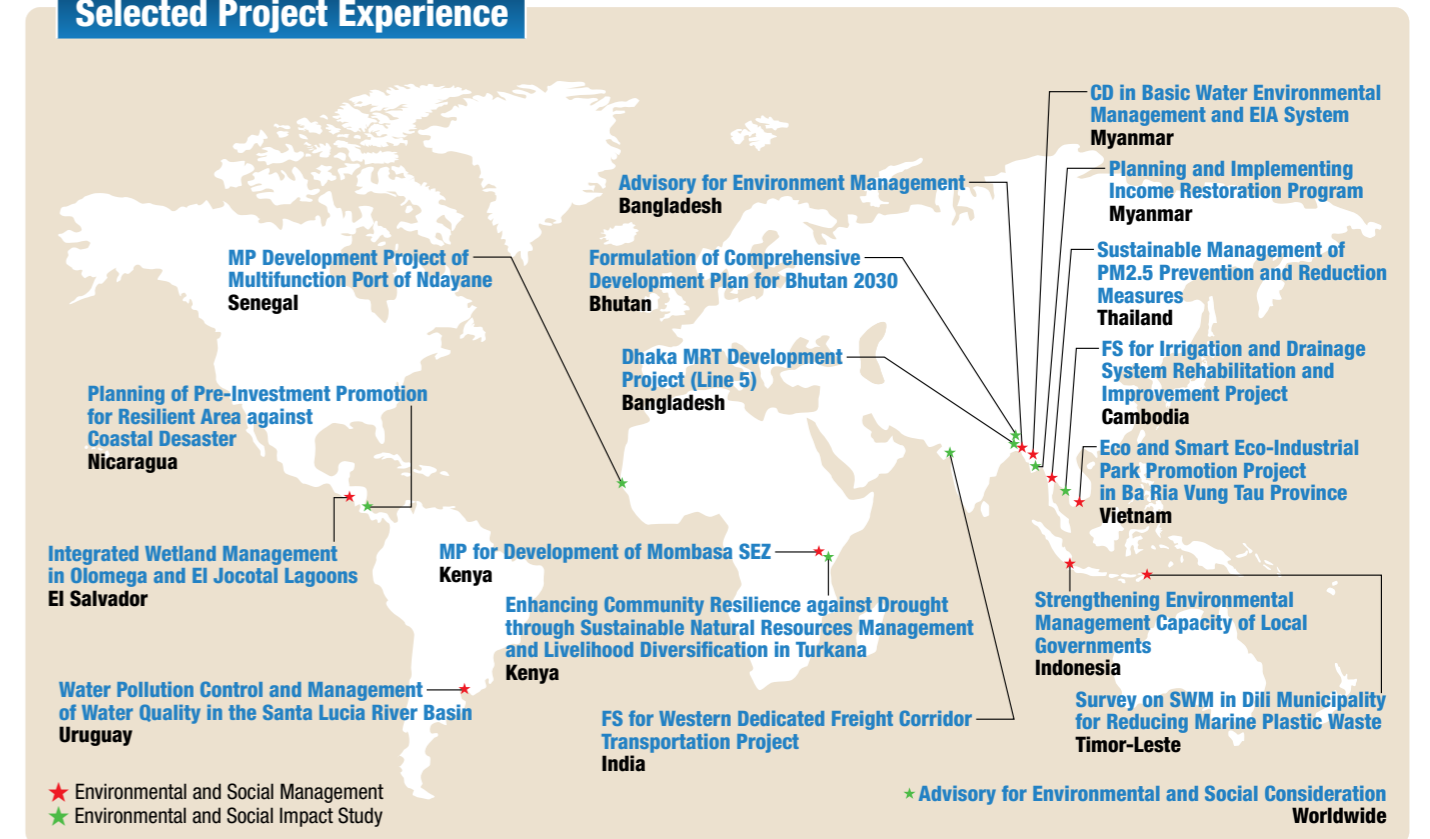 Selected Project Experience
CD in Basic Water Environmental
Management and EIA System
Myanmar
Planning and Implementing
Income Restoration Program
Myanmar
Advisory for Environment Management
Bangladesh
MP Development Project of
Multifunction Port of Ndayane
Senegal
Formulation of Comprehensive
Development Plan for Bhutan 2030
Bhutan
Sustainable Management of
PM2.5 Prevention and Reduction
Measures
Thailand
Dhaka MRT Development
Project (Line 5)
Bangladesh
FS for Irrigation and Drainage
System Rehabilitation and
Improvement Project
Cambodia
Planning of Pre-Investment Promotion
for Resilient Area against
Coastal Desaster
Nicaragua
Eco and Smart Eco-Industrial
Park Promotion Project
in Ba Ria Vung Tau Province
Vietnam
Integrated Wetland Management
in Olomega and El Jocotal Lagoons
El Salvador
MP for Development of Mombasa SEZ
Kenya
Enhancing Community Resilience against Drought
through Sustainable Natural Resources Management
and Livelihood Diversification in Turkana
Kenya
Strengthening Environmental
Management Capacity of Local
Governments
Indonesia
Water Pollution Control and Management
of Water Quality in the Santa Lucia River Basin
Uruguay
FS for Western Dedicated Freight Corridor
Transportation Project
India
Survey on SWM in Dili Municipality
for Reducing Marine Plastic Waste
Timor-Leste
Environmental and Social Management
Environmental and Social Impact Study
Advisory for Environmental and Social Consideration
Worldwide